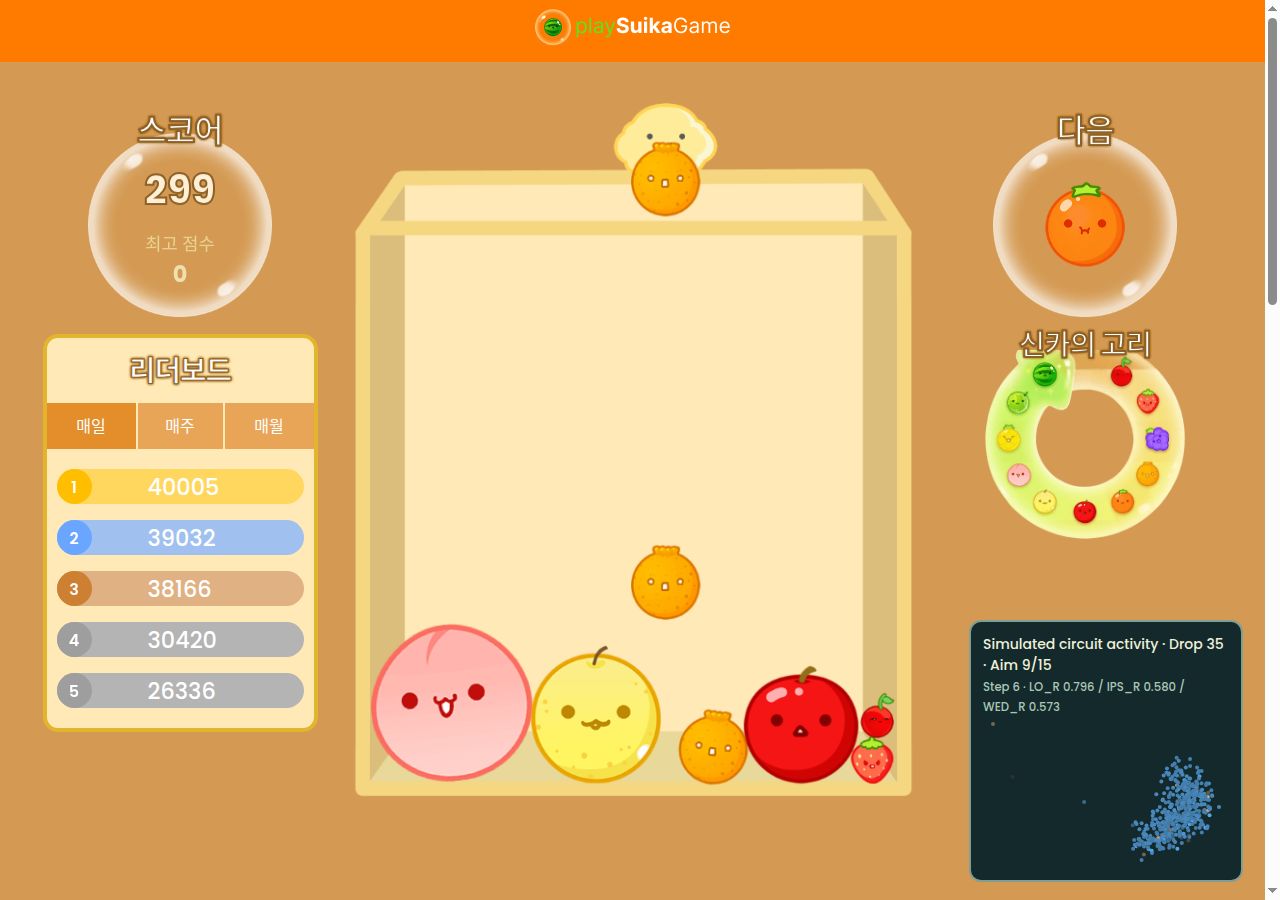 playSuikaGame
스코어
299
최고 점수
0
리더보드
매일 매주 매월
1 40005
2 39032
3 38166
4 30420
5 26336
다음
신카의 고리
Simulated circuit activity · Drop 35
· Aim 9/15
Step 6 · LO_R 0.796 / IPS_R 0.580 /
WED_R 0.573